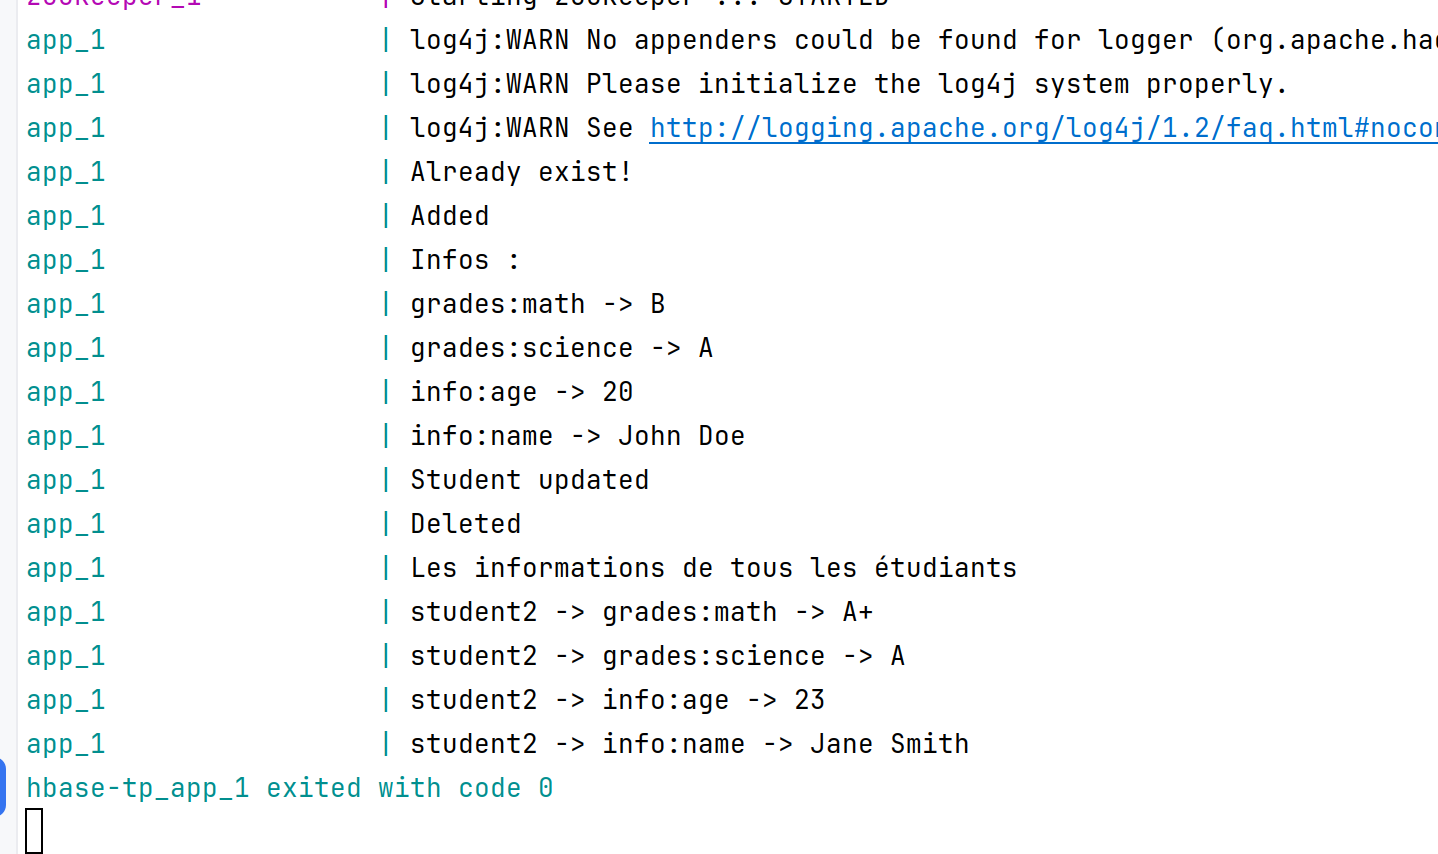 zookeeper_1 | Starting zookeeper ... STARTED
app_1 | log4j:WARN No appenders could be found for logger (org.apache.ha
app_1 | log4j:WARN Please initialize the log4j system properly.
app_1 | log4j:WARN See http://logging.apache.org/log4j/1.2/faq.html#noco
app_1 | Already exist!
app_1 | Added
app_1 | Infos :
app_1 | grades:math -> B
app_1 | grades:science -> A
app_1 | info:age -> 20
app_1 | info:name -> John Doe
app_1 | Student updated
app_1 | Deleted
app_1 | Les informations de tous les étudiants
app_1 | student2 -> grades:math -> A+
app_1 | student2 -> grades:science -> A
app_1 | student2 -> info:age -> 23
app_1 | student2 -> info:name -> Jane Smith
hbase-tp_app_1 exited with code 0